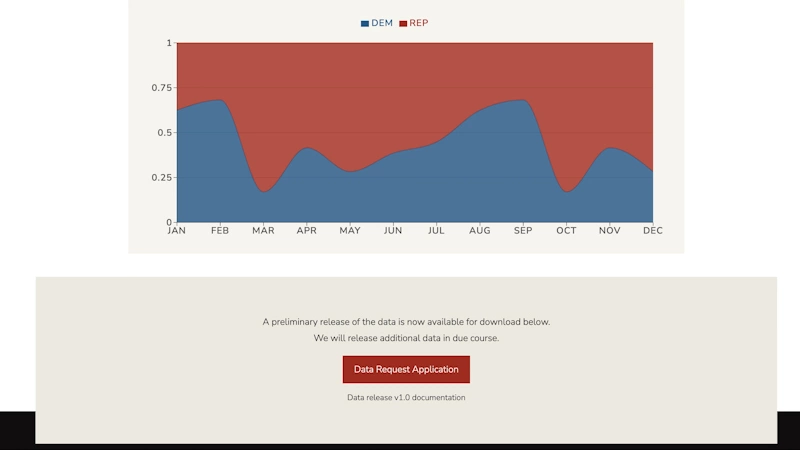 DEM REP
1
0.75
0.5
0.25
0
JAN FEB MAR APR MAY JUN JUL AUG SEP OCT NOV DEC
A preliminary release of the data is now available for download below.
We will release additional data in due course.
Data Request Application
Data release v1.0 documentation